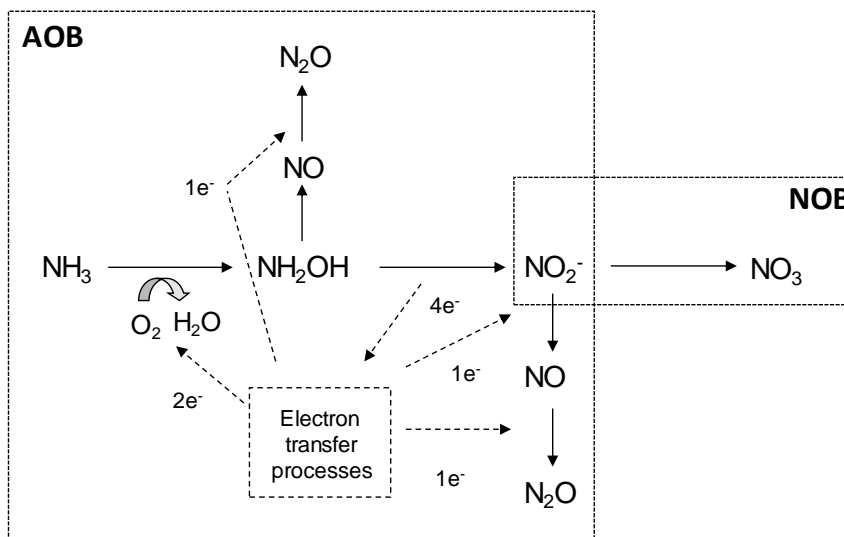 AOB
N₂O
1e⁻
NO
NOB
NH₃
NH₂OH
NO₂⁻
NO₃
O₂
H₂O
4e⁻
2e⁻
1e⁻
NO
Electron
transfer
processes
1e⁻
N₂O